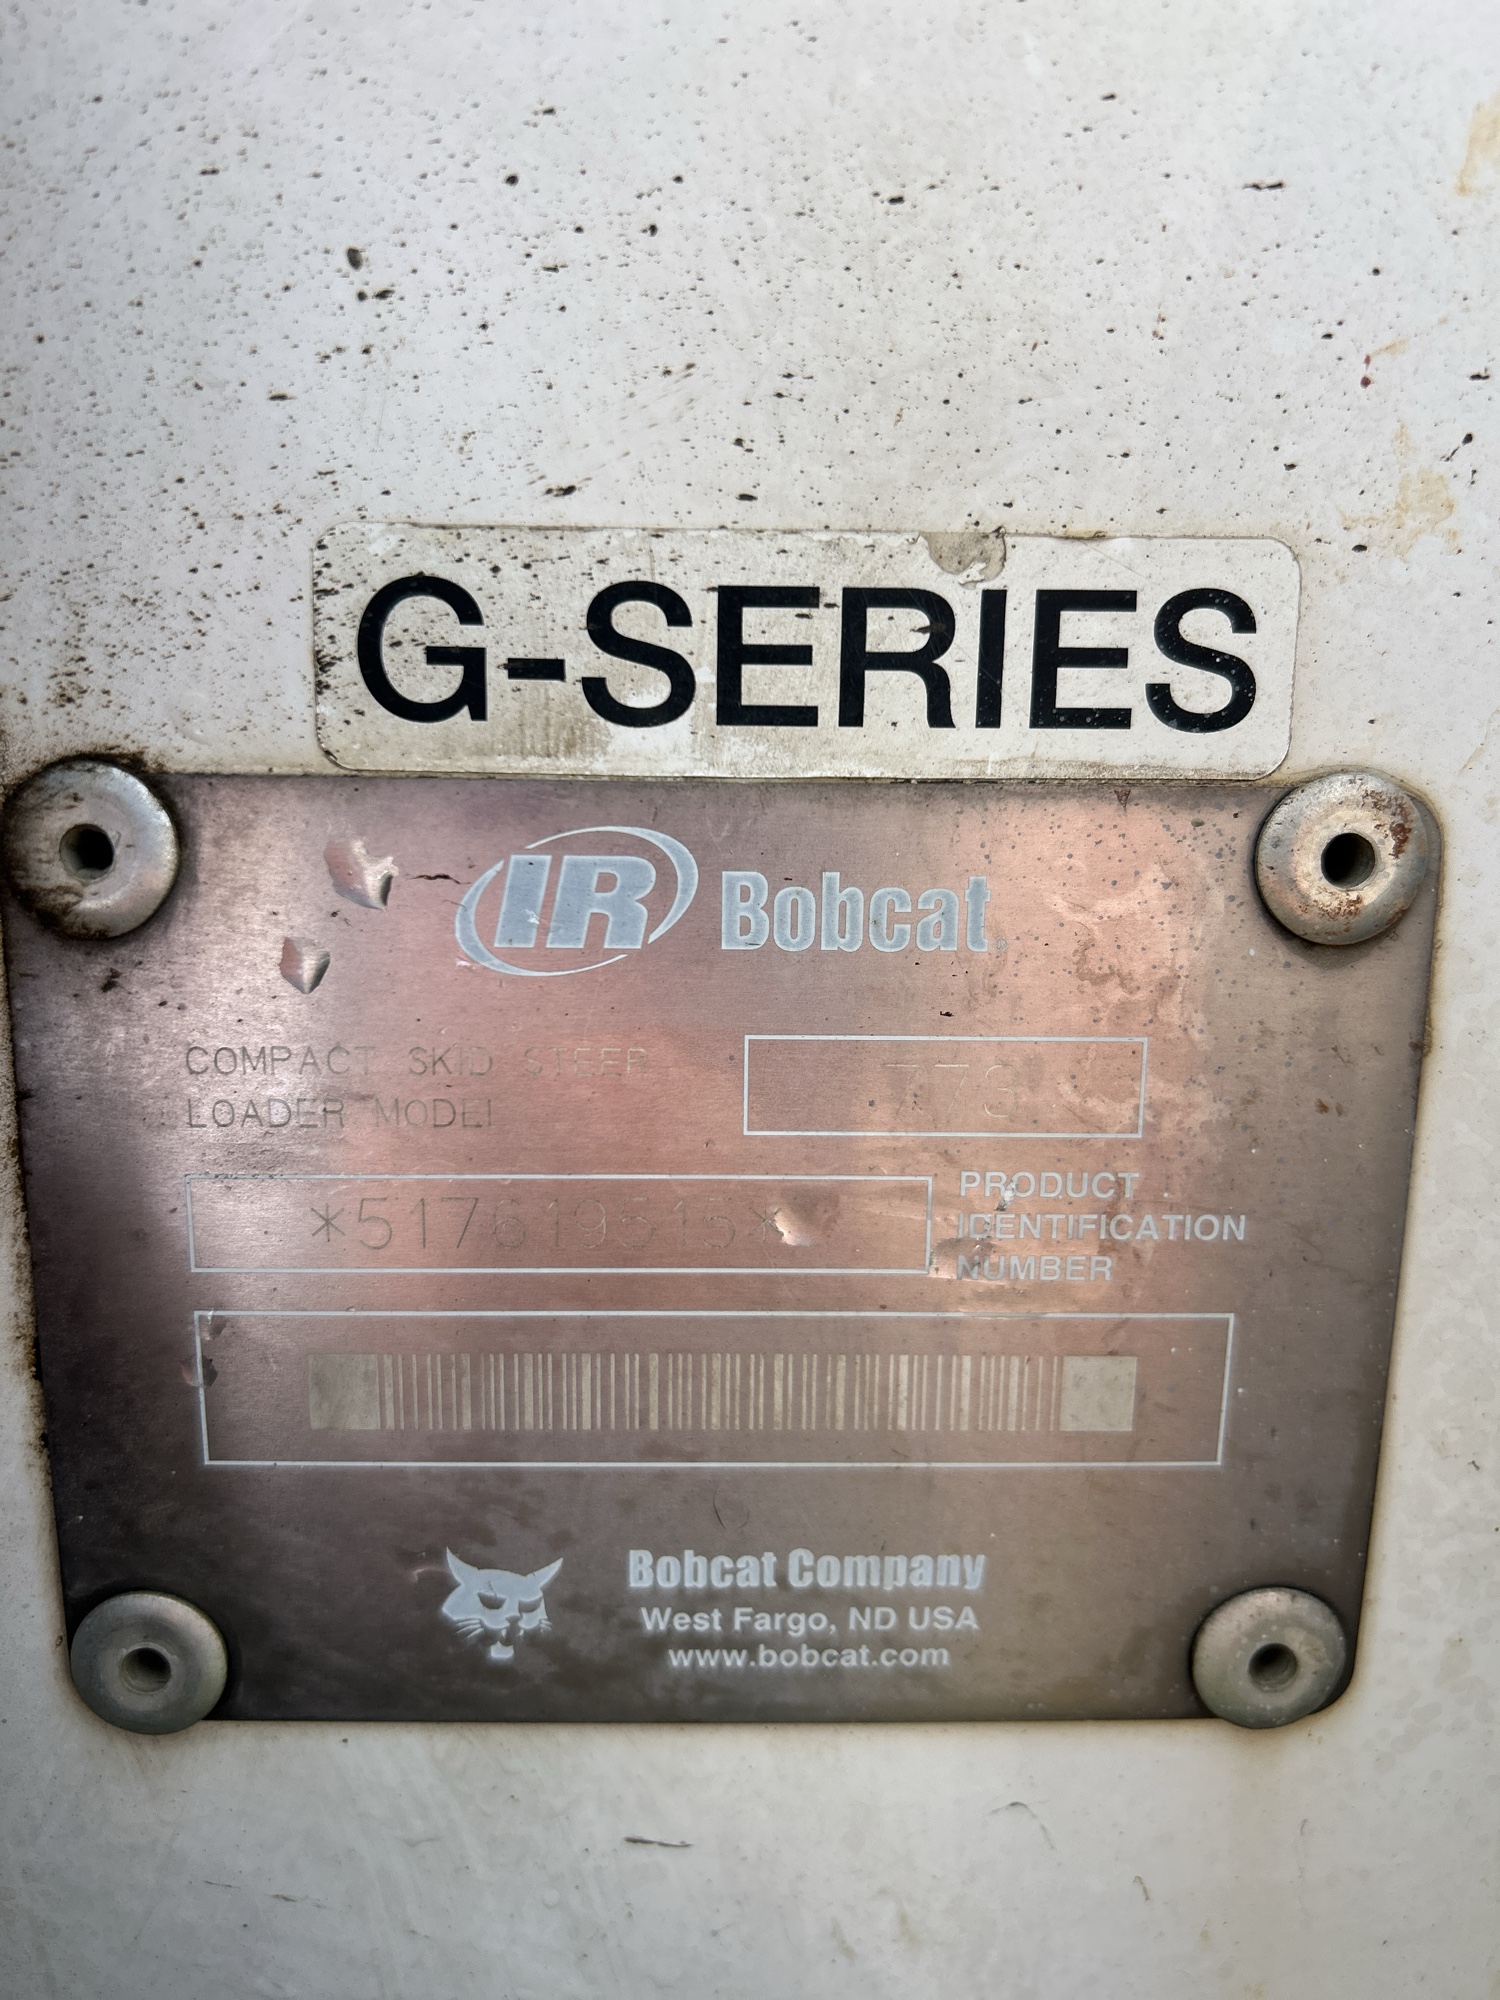 G-SERIES
IR Bobcat®
COMPACT SKID STEER
LOADER MODEL
773
*517619515*
PRODUCT
IDENTIFICATION
NUMBER
Bobcat Company
West Fargo, ND USA
www.bobcat.com